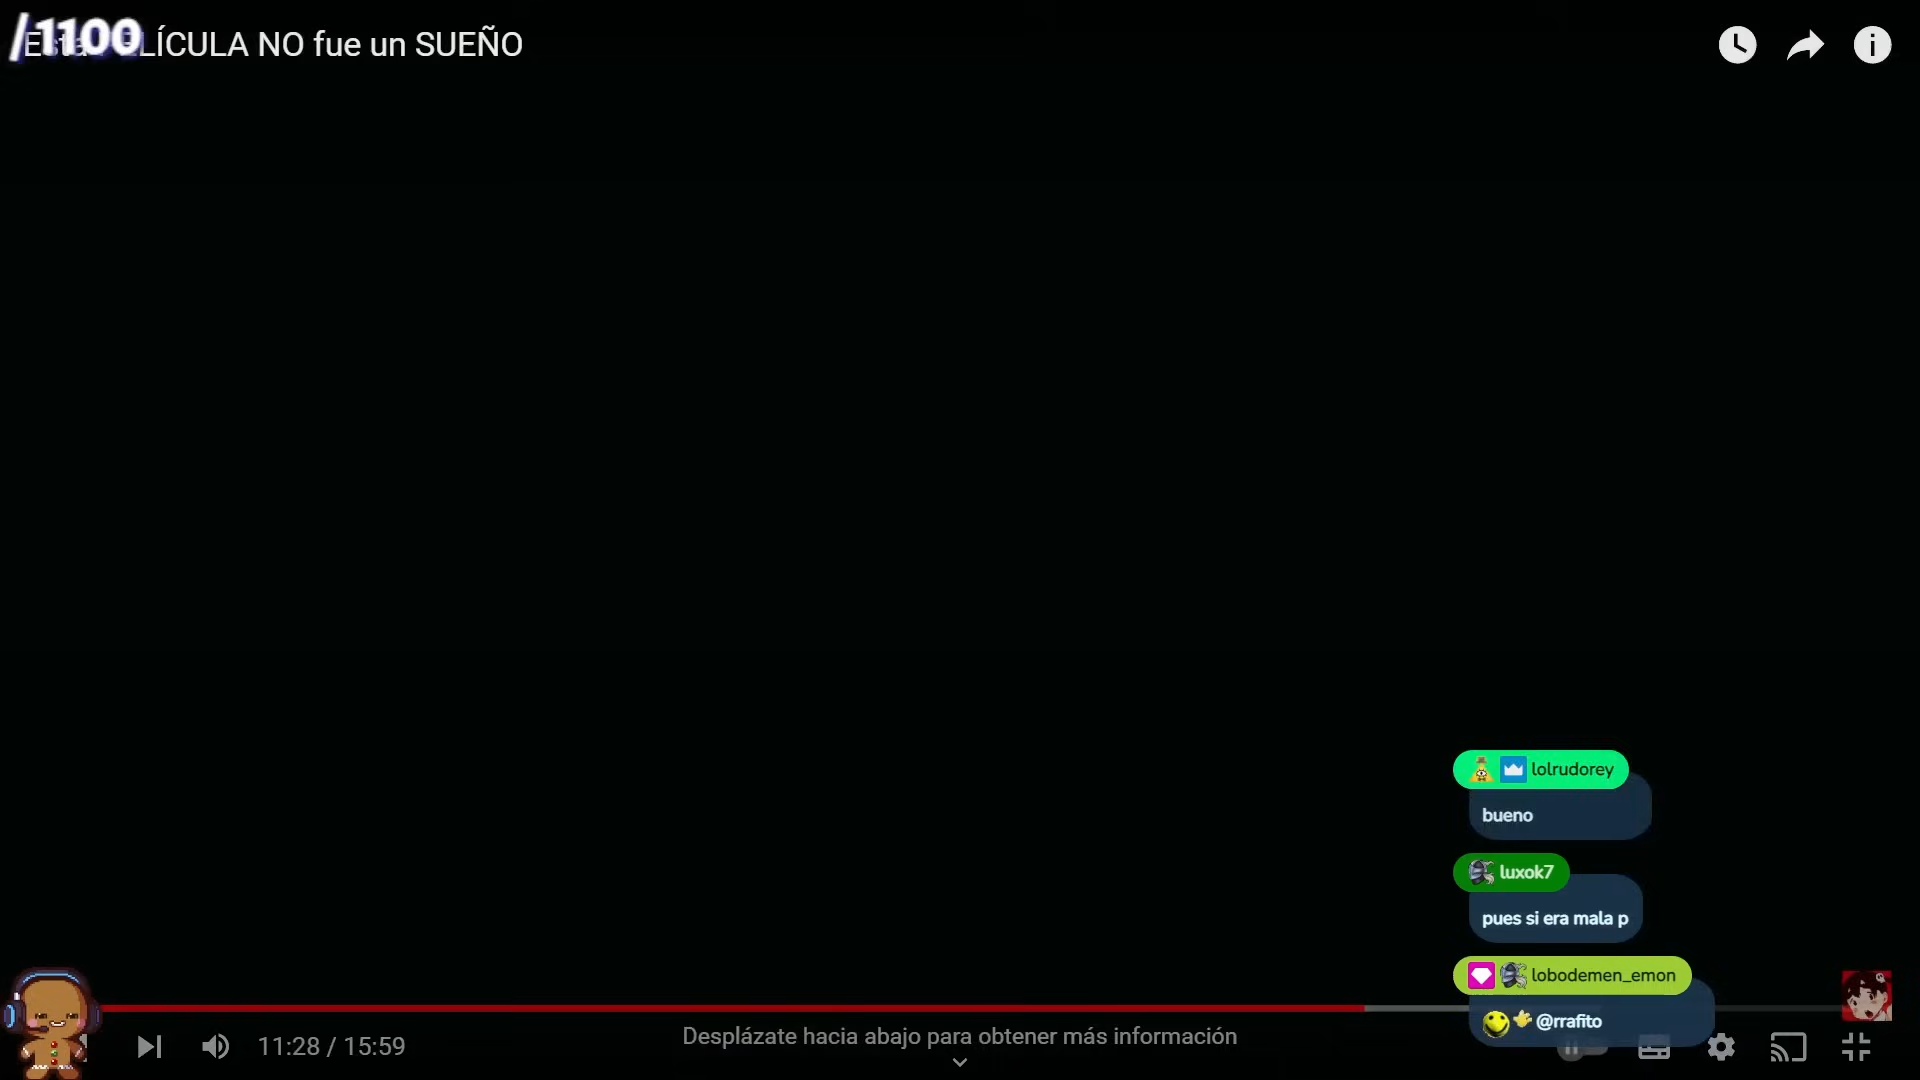 /1100
LÍCULA NO fue un SUEÑO
lolrudorey
bueno
luxok7
pues si era mala p
lobodemen_emon
@rrafito
11:28 / 15:59
Desplázate hacia abajo para obtener más información